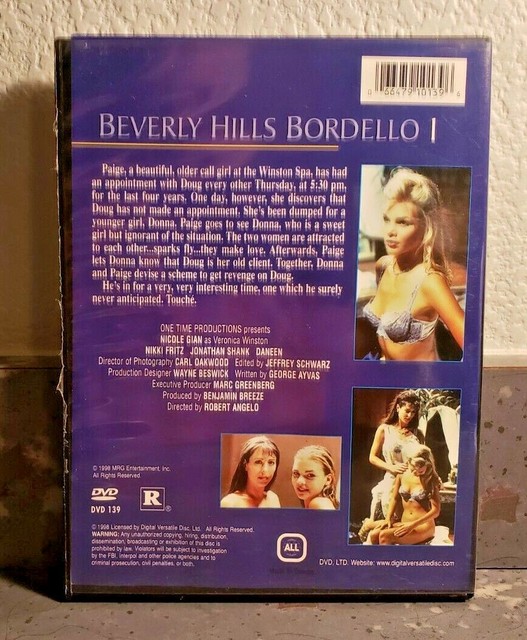 0 66479 10139 4
BEVERLY HILLS BORDELLO 1
Paige, a beautiful, older call girl at the Winston Spa, has had
an appointment with Doug every other Thursday, at 5:30 pm,
for the last four years. One day, however, she discovers that
Doug has not made an appointment. She's been dumped for a
younger girl, Donna. Paige goes to see Donna, who is a sweet
girl but ignorant of the situation. The two women are attracted
to each other...sparks fly...they make love. Afterwards, Paige
lets Donna know that Doug is her old client. Together, Donna
and Paige devise a scheme to get revenge on Doug.
He's in for a very, very interesting time, one which he surely
never anticipated. Touché.
ONE TIME PRODUCTIONS presents
NICOLE GIAN as Veronica Winston
NIKKI FRITZ JONATHAN SHANK DANEEN
Director of Photography CARL OAKWOOD Edited by JEFFREY SCHWARZ
Production Designer WAYNE BESWICK Written by GEORGE AYVAS
Executive Producer MARC GREENBERG
Produced by BENJAMIN BREEZE
Directed by ROBERT ANGELO
© 1998 MRG Entertainment, Inc.
All Rights Reserved.
DVD R ®
DVD 139
© 1998 Licensed by Digital Versatile Disc, Ltd. All Rights Reserved.
WARNING: Any unauthorized copying, hiring, distribution,
dissemination, broadcasting or exhibition of this disc is
prohibited by law. Violators will be subject to investigation
by the FBI, interpol and other police agencies and to
criminal prosecution, civil penalties, or both.
ALL
DVD, LTD. Website: www.digitalversatiledisc.com